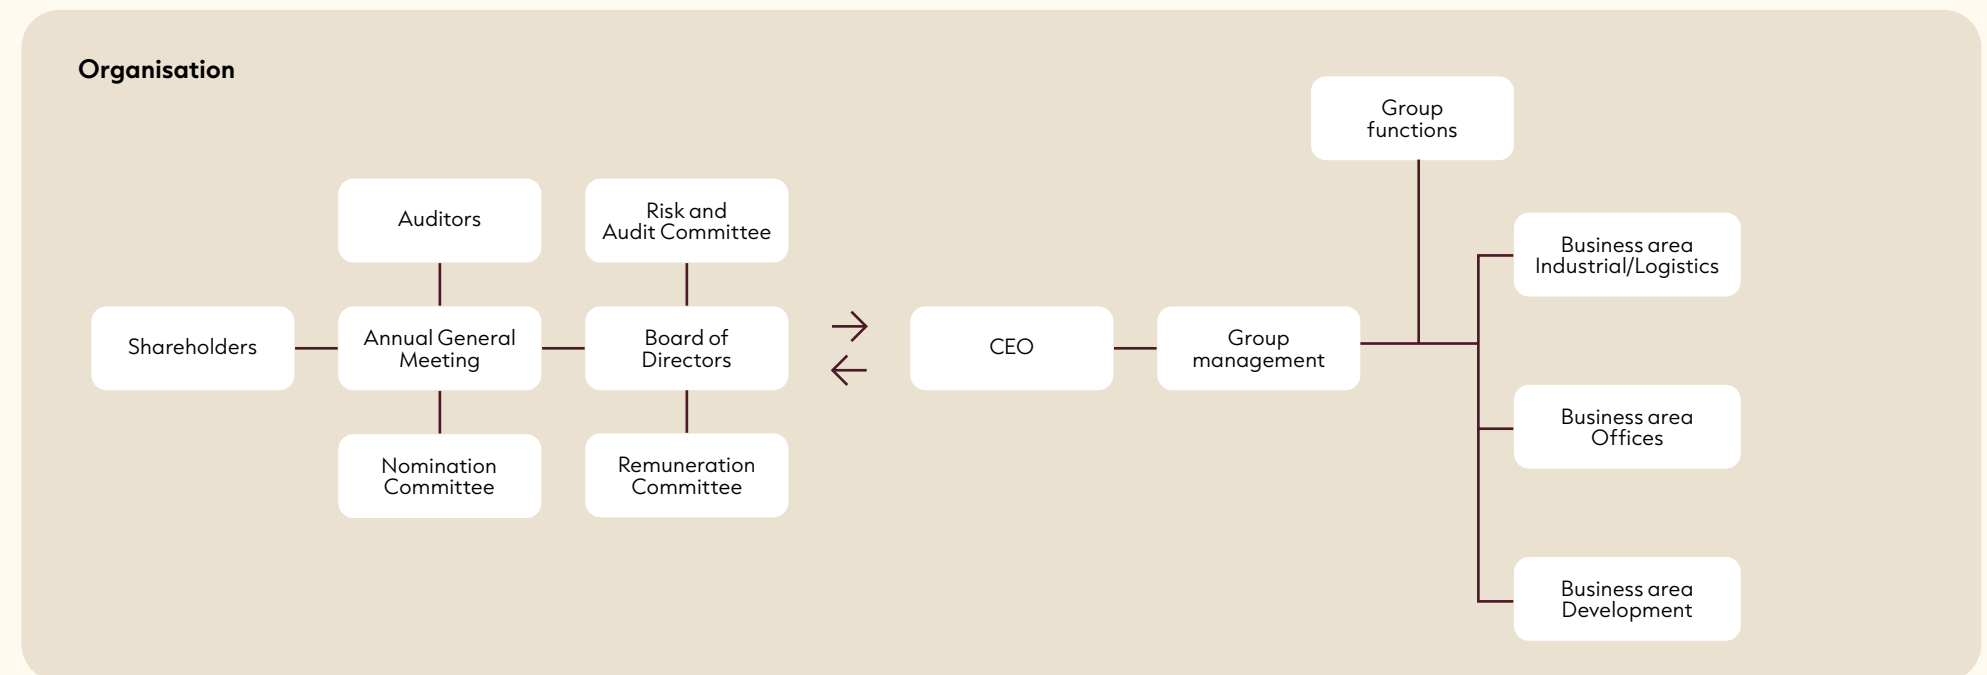 Organisation
Group
functions
Auditors
Risk and
Audit Committee
Business area
Industrial/Logistics
Shareholders
Annual General
Meeting
Board of
Directors
CEO
Group
management
Business area
Offices
Nomination
Committee
Remuneration
Committee
Business area
Development